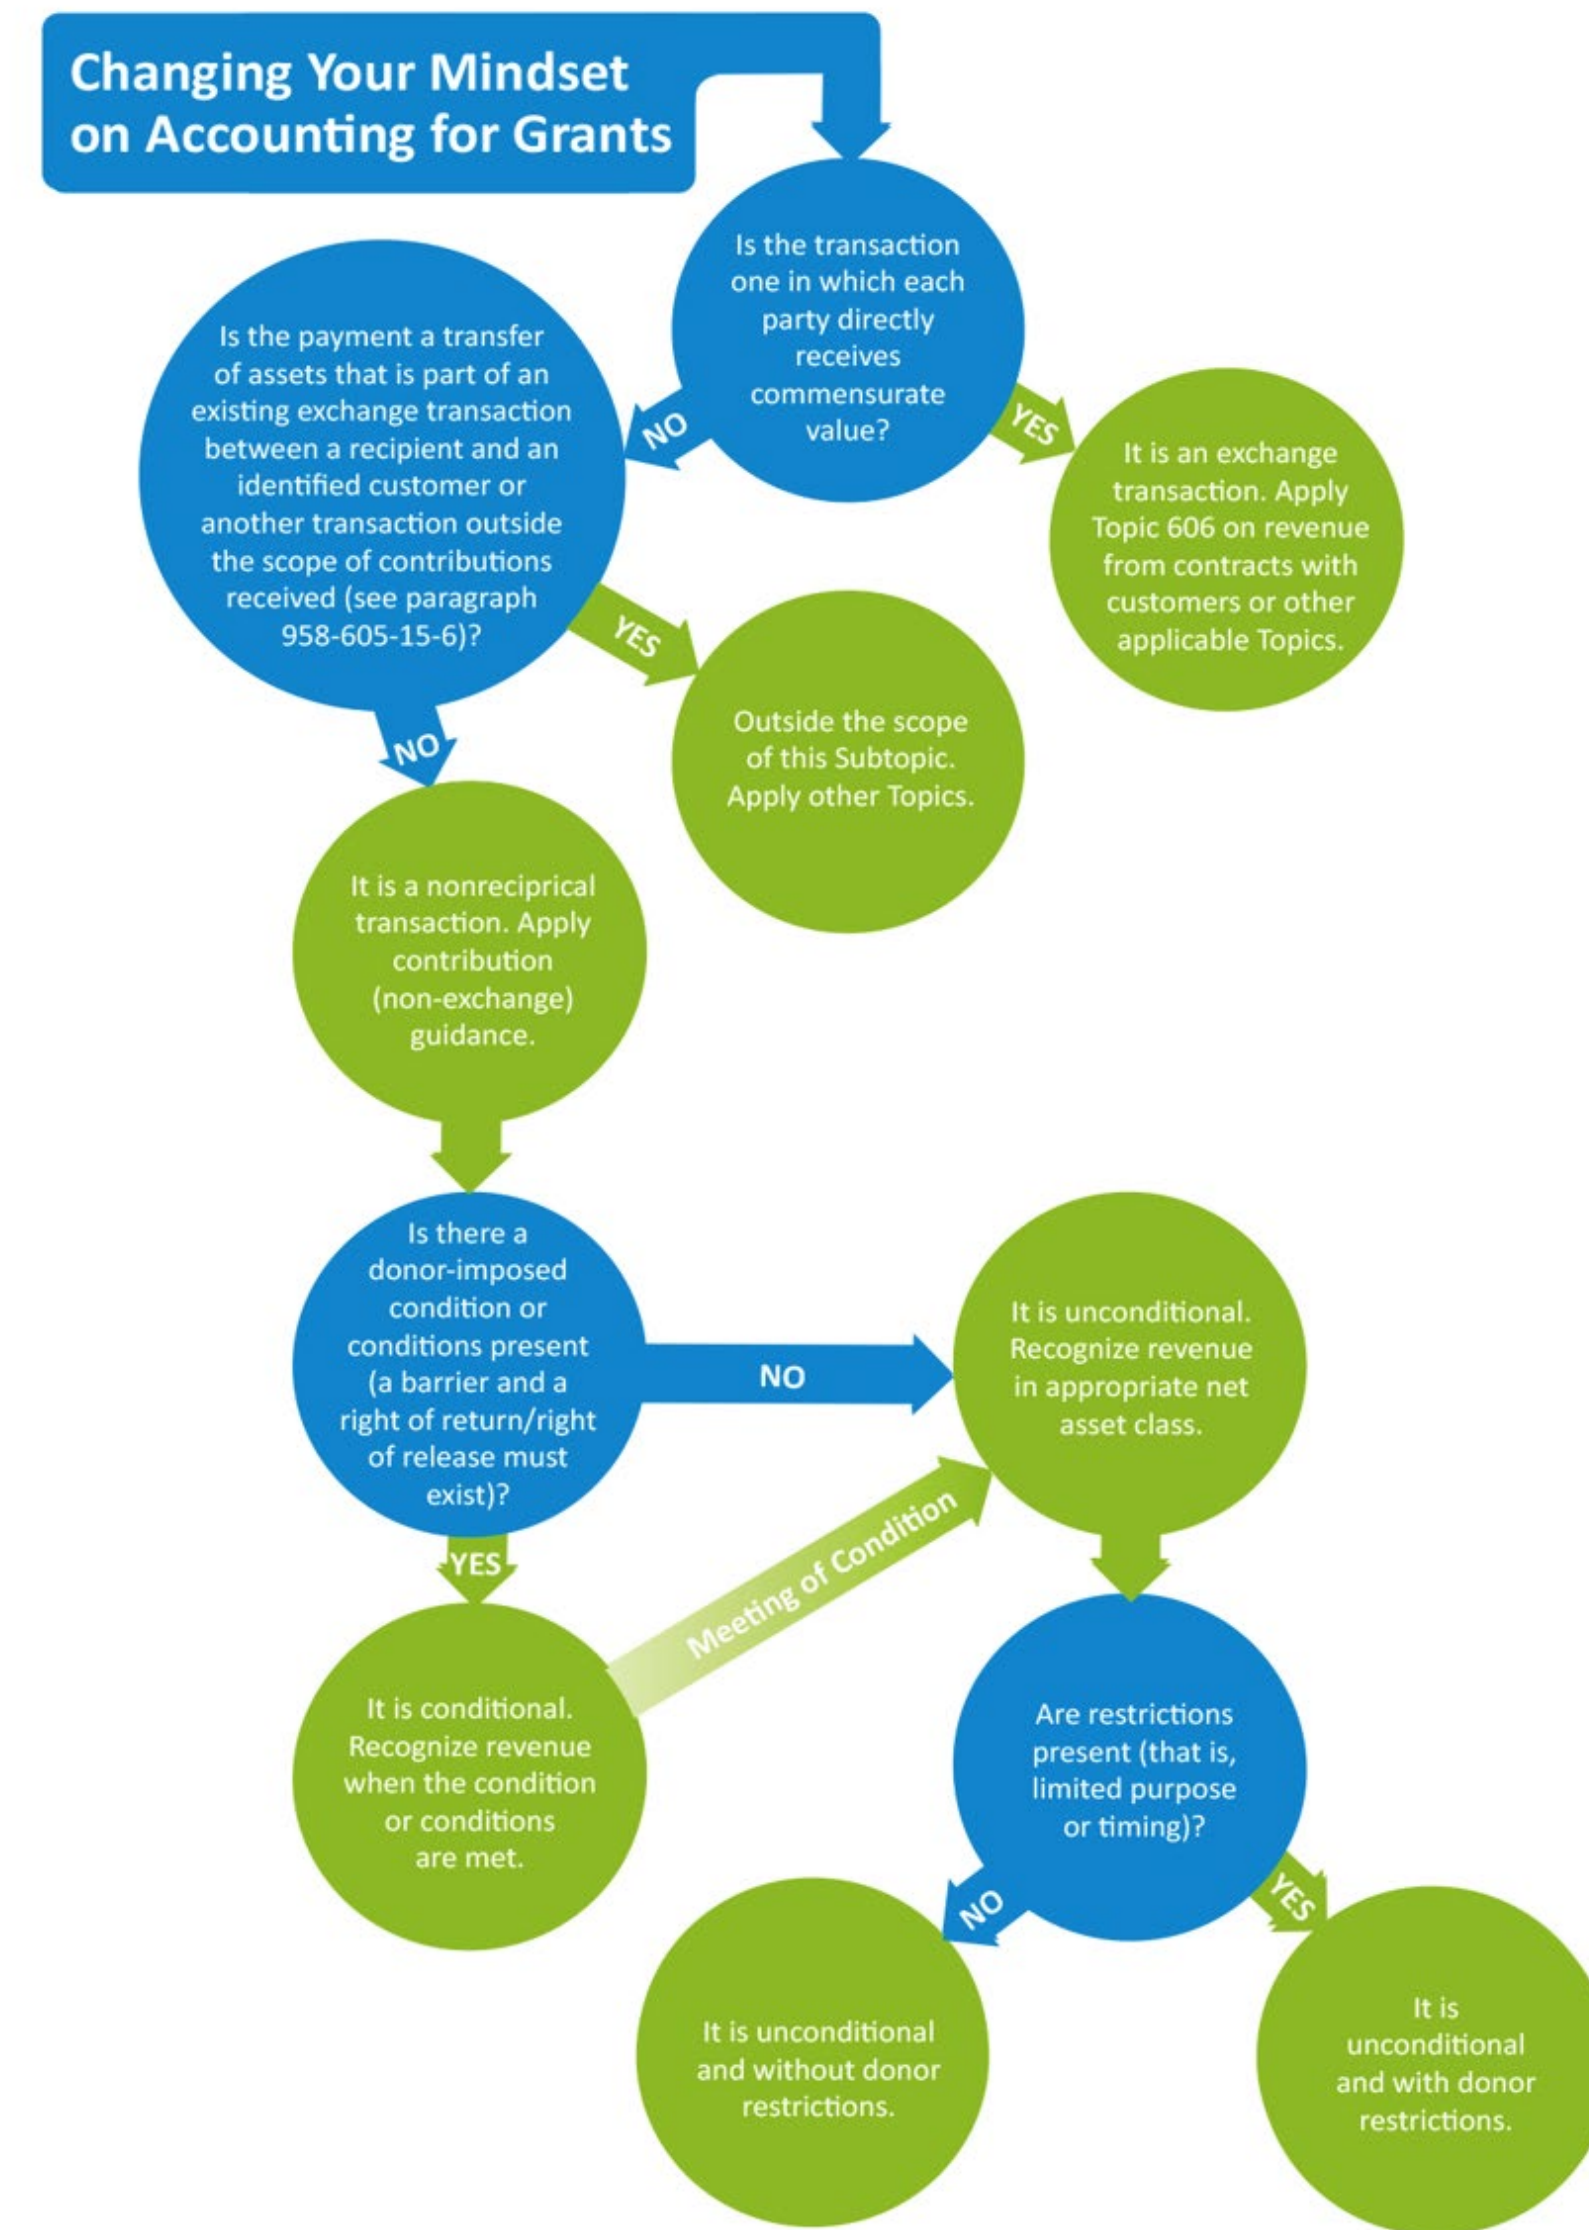 Changing Your Mindset
on Accounting for Grants
Is the transaction
one in which each
party directly
receives
commensurate
value?
NO
YES
Is the payment a transfer
of assets that is part of an
existing exchange transaction
between a recipient and an
identified customer or
another transaction outside
the scope of contributions
received (see paragraph
958-605-15-6)?
It is an exchange
transaction. Apply
Topic 606 on revenue
from contracts with
customers or other
applicable Topics.
YES
NO
Outside the scope
of this Subtopic.
Apply other Topics.
It is a nonreciprical
transaction. Apply
contribution
(non-exchange)
guidance.
Is there a
donor-imposed
condition or
conditions present
(a barrier and a
right of return/right
of release must
exist)?
NO
It is unconditional.
Recognize revenue
in appropriate net
asset class.
YES
Meeting of Condition
It is conditional.
Recognize revenue
when the condition
or conditions
are met.
Are restrictions
present (that is,
limited purpose
or timing)?
NO
YES
It is unconditional
and without donor
restrictions.
It is
unconditional
and with donor
restrictions.